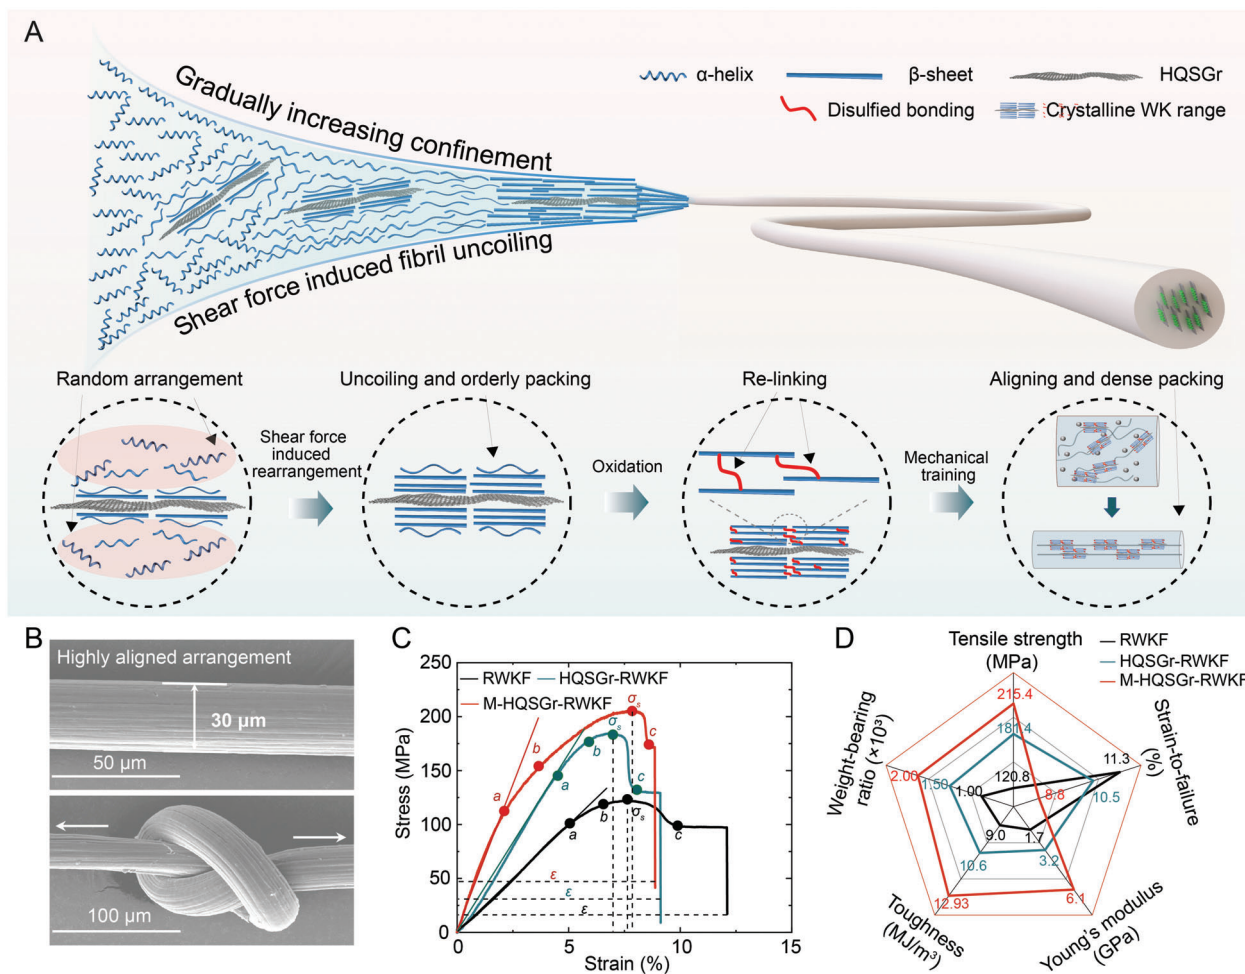 A
α-helix
β-sheet
HQSGr
Disulfied bonding
Crystalline WK range
Gradually increasing confinement
Shear force induced fibril uncoiling
Random arrangement
Uncoiling and orderly packing
Re-linking
Aligning and dense packing
Shear force
induced
rearrangement
Oxidation
Mechanical
training
B
Highly aligned arrangement
30 μm
50 μm
100 μm
C
250
200
150
100
50
0
Stress (MPa)
RWKF
HQSGr-RWKF
M-HQSGr-RWKF
a
b
σs
c
a
b
σs
c
a
b
σs
c
ε
ε
ε
0
5
10
15
Strain (%)
D
RWKF
HQSGr-RWKF
M-HQSGr-RWKF
Tensile strength
(MPa)
215.4
181.4
120.8
Strain-to-failure
(%)
11.3
10.5
8.8
Young's modulus
(GPa)
1.7
3.2
6.1
Toughness
(MJ/m³)
9.0
10.6
12.93
Weight-bearing
ratio (×10³)
2.00
1.50
1.00